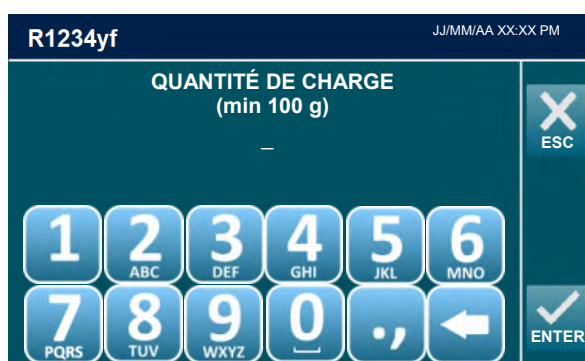 R1234yf JJ/MM/AA XX:XX PM
QUANTITÉ DE CHARGE
(min 100 g)
_
ESC
1 2 3 4 5 6
ABC DEF GHI JKL MNO
7 8 9 0 .,
PQRS TUV WXYZ
ENTER